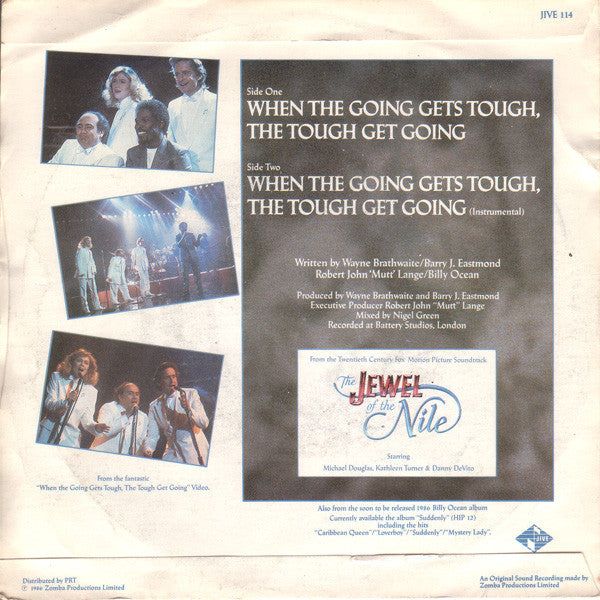 JIVE 114
Side One
WHEN THE GOING GETS TOUGH,
THE TOUGH GET GOING
Side Two
WHEN THE GOING GETS TOUGH,
THE TOUGH GET GOING (Instrumental)
Written by Wayne Brathwaite/Barry J. Eastmond
Robert John 'Mutt' Lange/Billy Ocean
Produced by Wayne Brathwaite and Barry J. Eastmond
Executive Producer Robert John "Mutt" Lange
Mixed by Nigel Green
Recorded at Battery Studios, London
From the Twentieth Century Fox Motion Picture Soundtrack
The JEWEL
of the Nile
Starring
Michael Douglas, Kathleen Turner & Danny DeVito
From the fantastic
"When the Going Gets Tough, The Tough Get Going" Video.
Also from the soon to be released 1986 Billy Ocean album
Currently available the album "Suddenly" (HIP 12)
including the hits
"Caribbean Queen"/"Loverboy"/"Suddenly"/"Mystery Lady".
JIVE
Distributed by PRT
℗ 1986 Zomba Productions Limited
An Original Sound Recording made by
Zomba Productions Limited